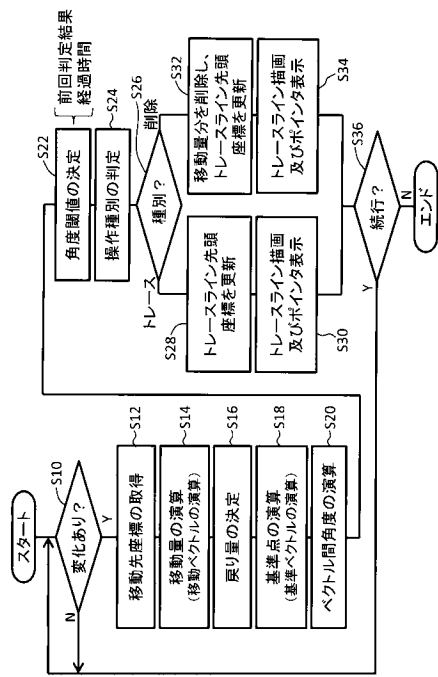 スタート
S10
変化あり？
N
Y
移動先座標の取得
S12
移動量の演算
(移動ベクトルの演算)
S14
戻り量の決定
S16
基準点の演算
(基準ベクトルの演算)
S18
ベクトル間角度の演算
S20
S22
角度閾値の決定
前回判定結果
経過時間
S24
操作種別の判定
S26
種別？
トレース
削除
S28
トレースライン先頭
座標を更新
S30
トレースライン描画
及びポインタ表示
S32
移動量分を削除し、
トレースライン先頭
座標を更新
S34
トレースライン描画
及びポインタ表示
S36
続行？
Y
N
エンド